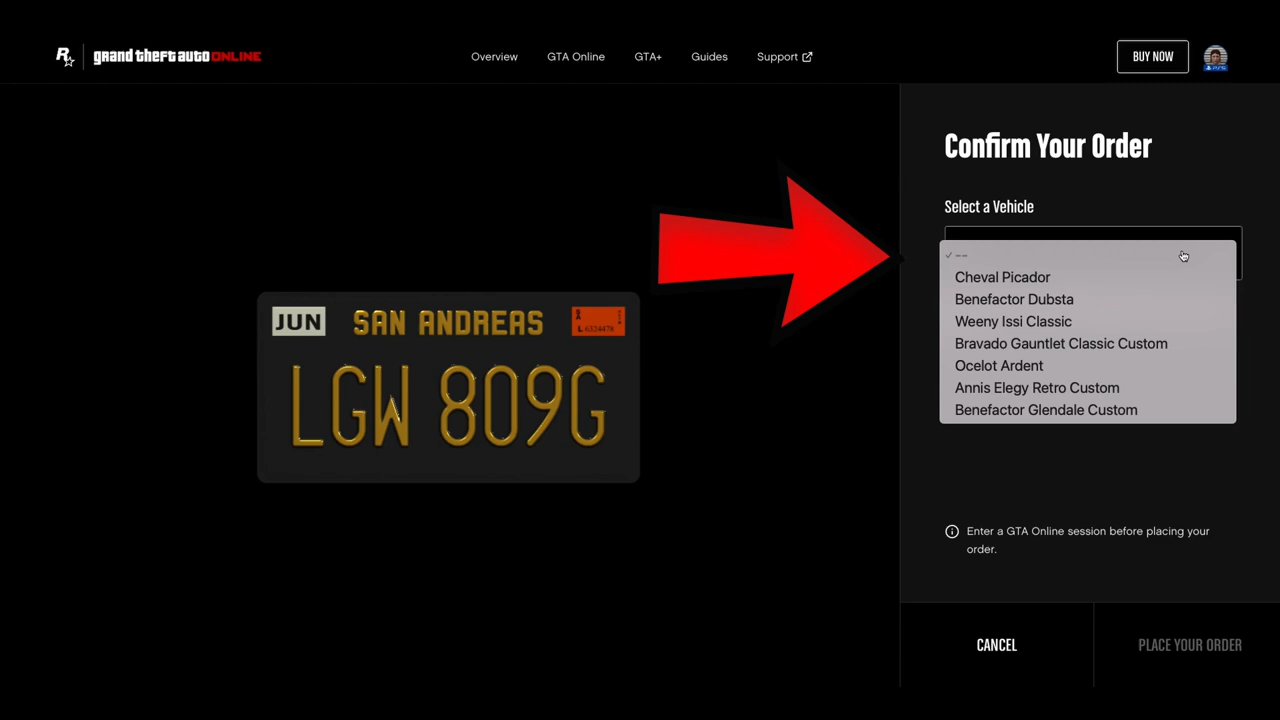 R
grand theft auto ONLINE
Overview
GTA Online
GTA+
Guides
Support
BUY NOW
Confirm Your Order
Select a Vehicle
--
Cheval Picador
Benefactor Dubsta
Weeny Issi Classic
Bravado Gauntlet Classic Custom
Ocelot Ardent
Annis Elegy Retro Custom
Benefactor Glendale Custom
JUN
SAN ANDREAS
L 6324478
LGW 809G
Enter a GTA Online session before placing your
order.
CANCEL
PLACE YOUR ORDER